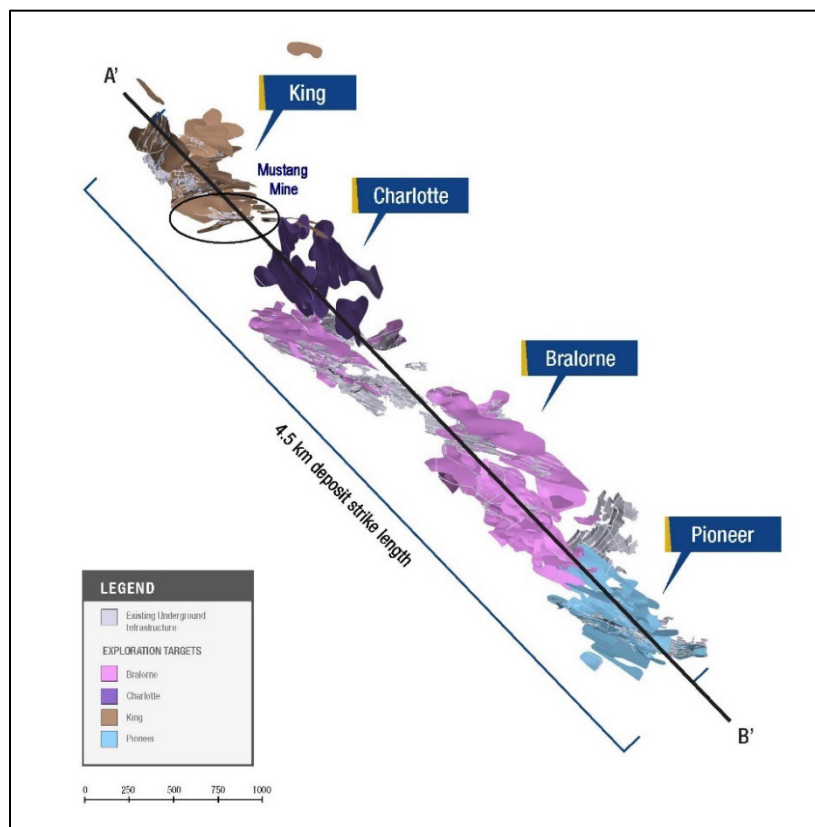 A’
King
Mustang
Mine
Charlotte
Bralorne
4.5 km deposit strike length
Pioneer
B’
LEGEND
Existing Underground
Infrastructure
EXPLORATION TARGETS
Bralorne
Charlotte
King
Pioneer
0 250 500 750 1000